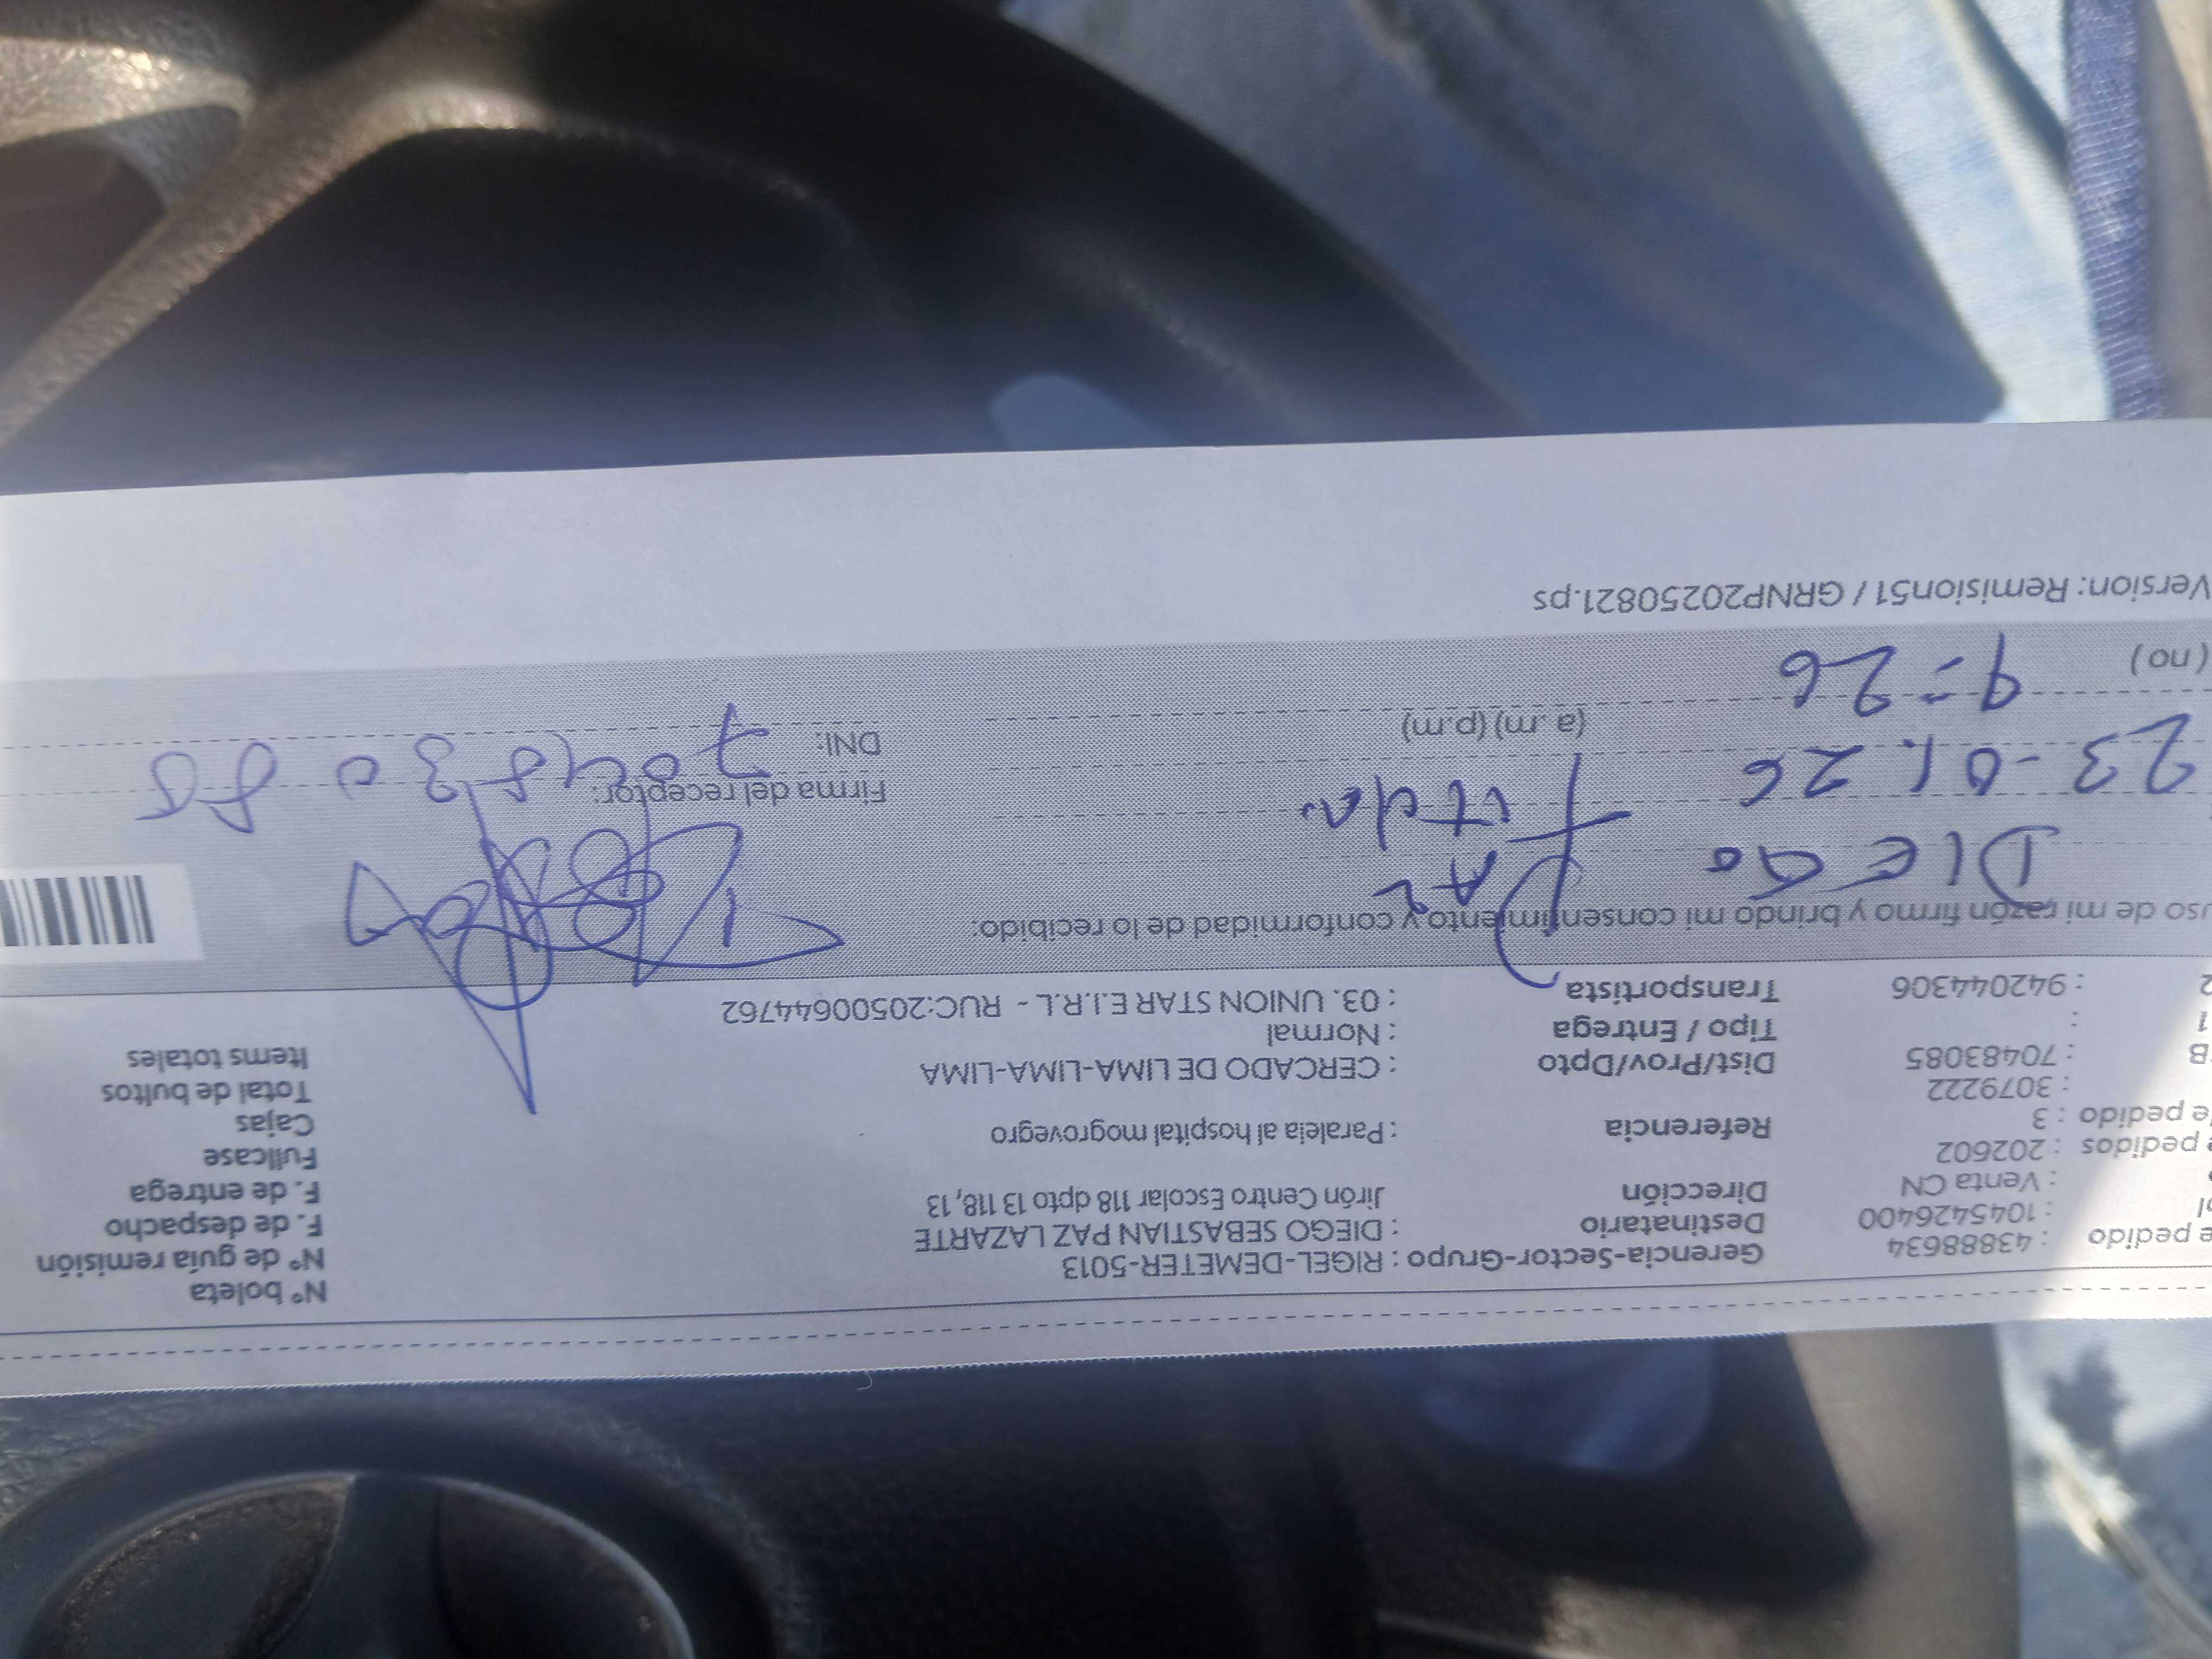 e pedido : 43888634 Gerencia-Sector-Grupo : RIGEL-DEMETER-5013 N° boleta
: 1045426400 Destinatario : DIEGO SEBASTIAN PAZ LAZARTE N° de guía remisión
: Venta CN Dirección Jirón Centro Escolar 118 dpto 13 118, 13 F. de despacho
e pedidos : 202602 F. de entrega
e pedido : 3 Referencia : Paralela al hospital mogrovegro Fullcase
: 3079222 Cajas
B : 70483085 Dist/Prov/Dpto : CERCADO DE LIMA-LIMA-LIMA Total de bultos
1 : Tipo / Entrega : Normal Items totales
2 : 942044306 Transportista : 03. UNION STAR E.I.R.L - RUC:20500644762
uso de mi razón firmo y brindo mi consentimiento y conformidad de lo recibido:
DIEGO PAZ
23-01.26 Firma del receptor:
(a .m) (p.m) DNI: 70483085
(no) 9=26
Version: Remision51 / GRNP20250821.ps